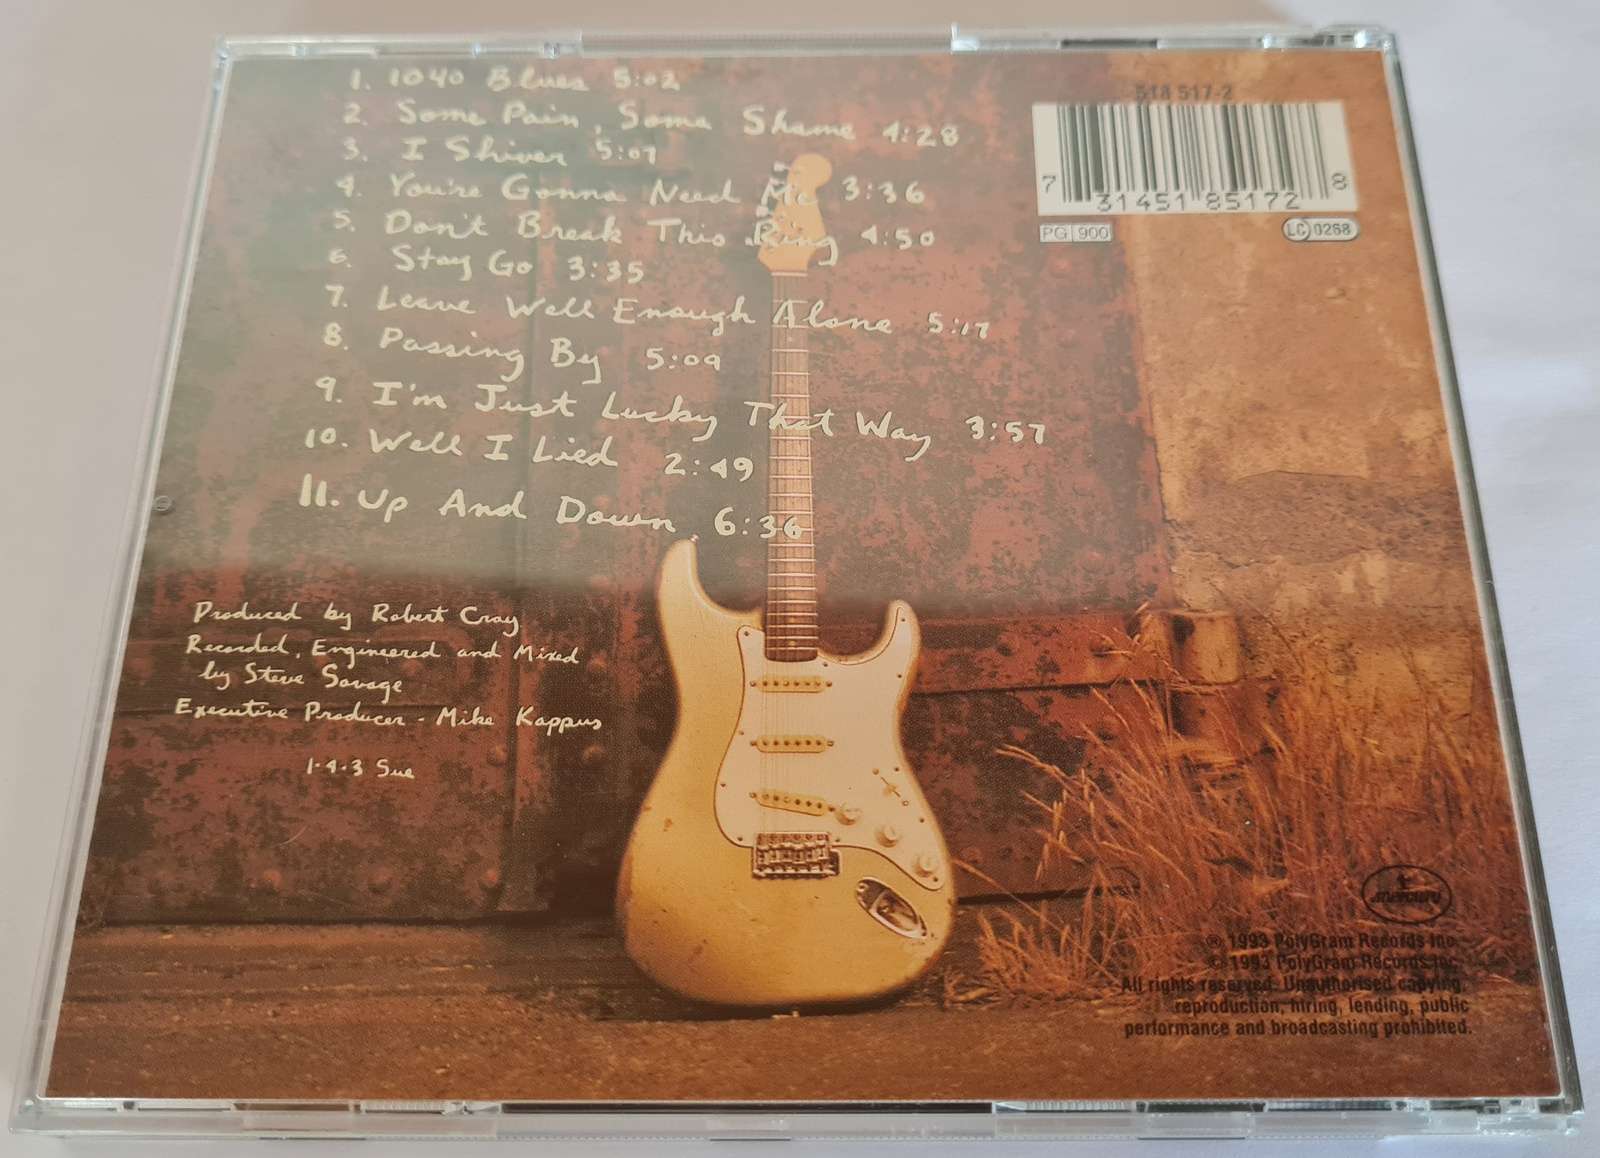 1. 1040 Blues 5:02
2. Some Pain, Some Shame 4:28
3. I Shiver 5:07
4. You're Gonna Need Me 3:36
5. Don't Break This Ring 4:50
6. Stay Go 3:35
7. Leave Well Enough Alone 5:17
8. Passing By 5:09
9. I'm Just Lucky That Way 3:57
10. Well I Lied 2:49
11. Up And Down 6:36
Produced by Robert Cray
Recorded, Engineered and Mixed
by Steve Savage
Executive Producer - Mike Kappus
1·4·3 Sue
518 517-2
7 31451 85172 8
PG 900
LC 0268
mercury
℗ 1993 PolyGram Records Inc.
© 1993 PolyGram Records Inc.
All rights reserved. Unauthorised copying,
reproduction, hiring, lending, public
performance and broadcasting prohibited.